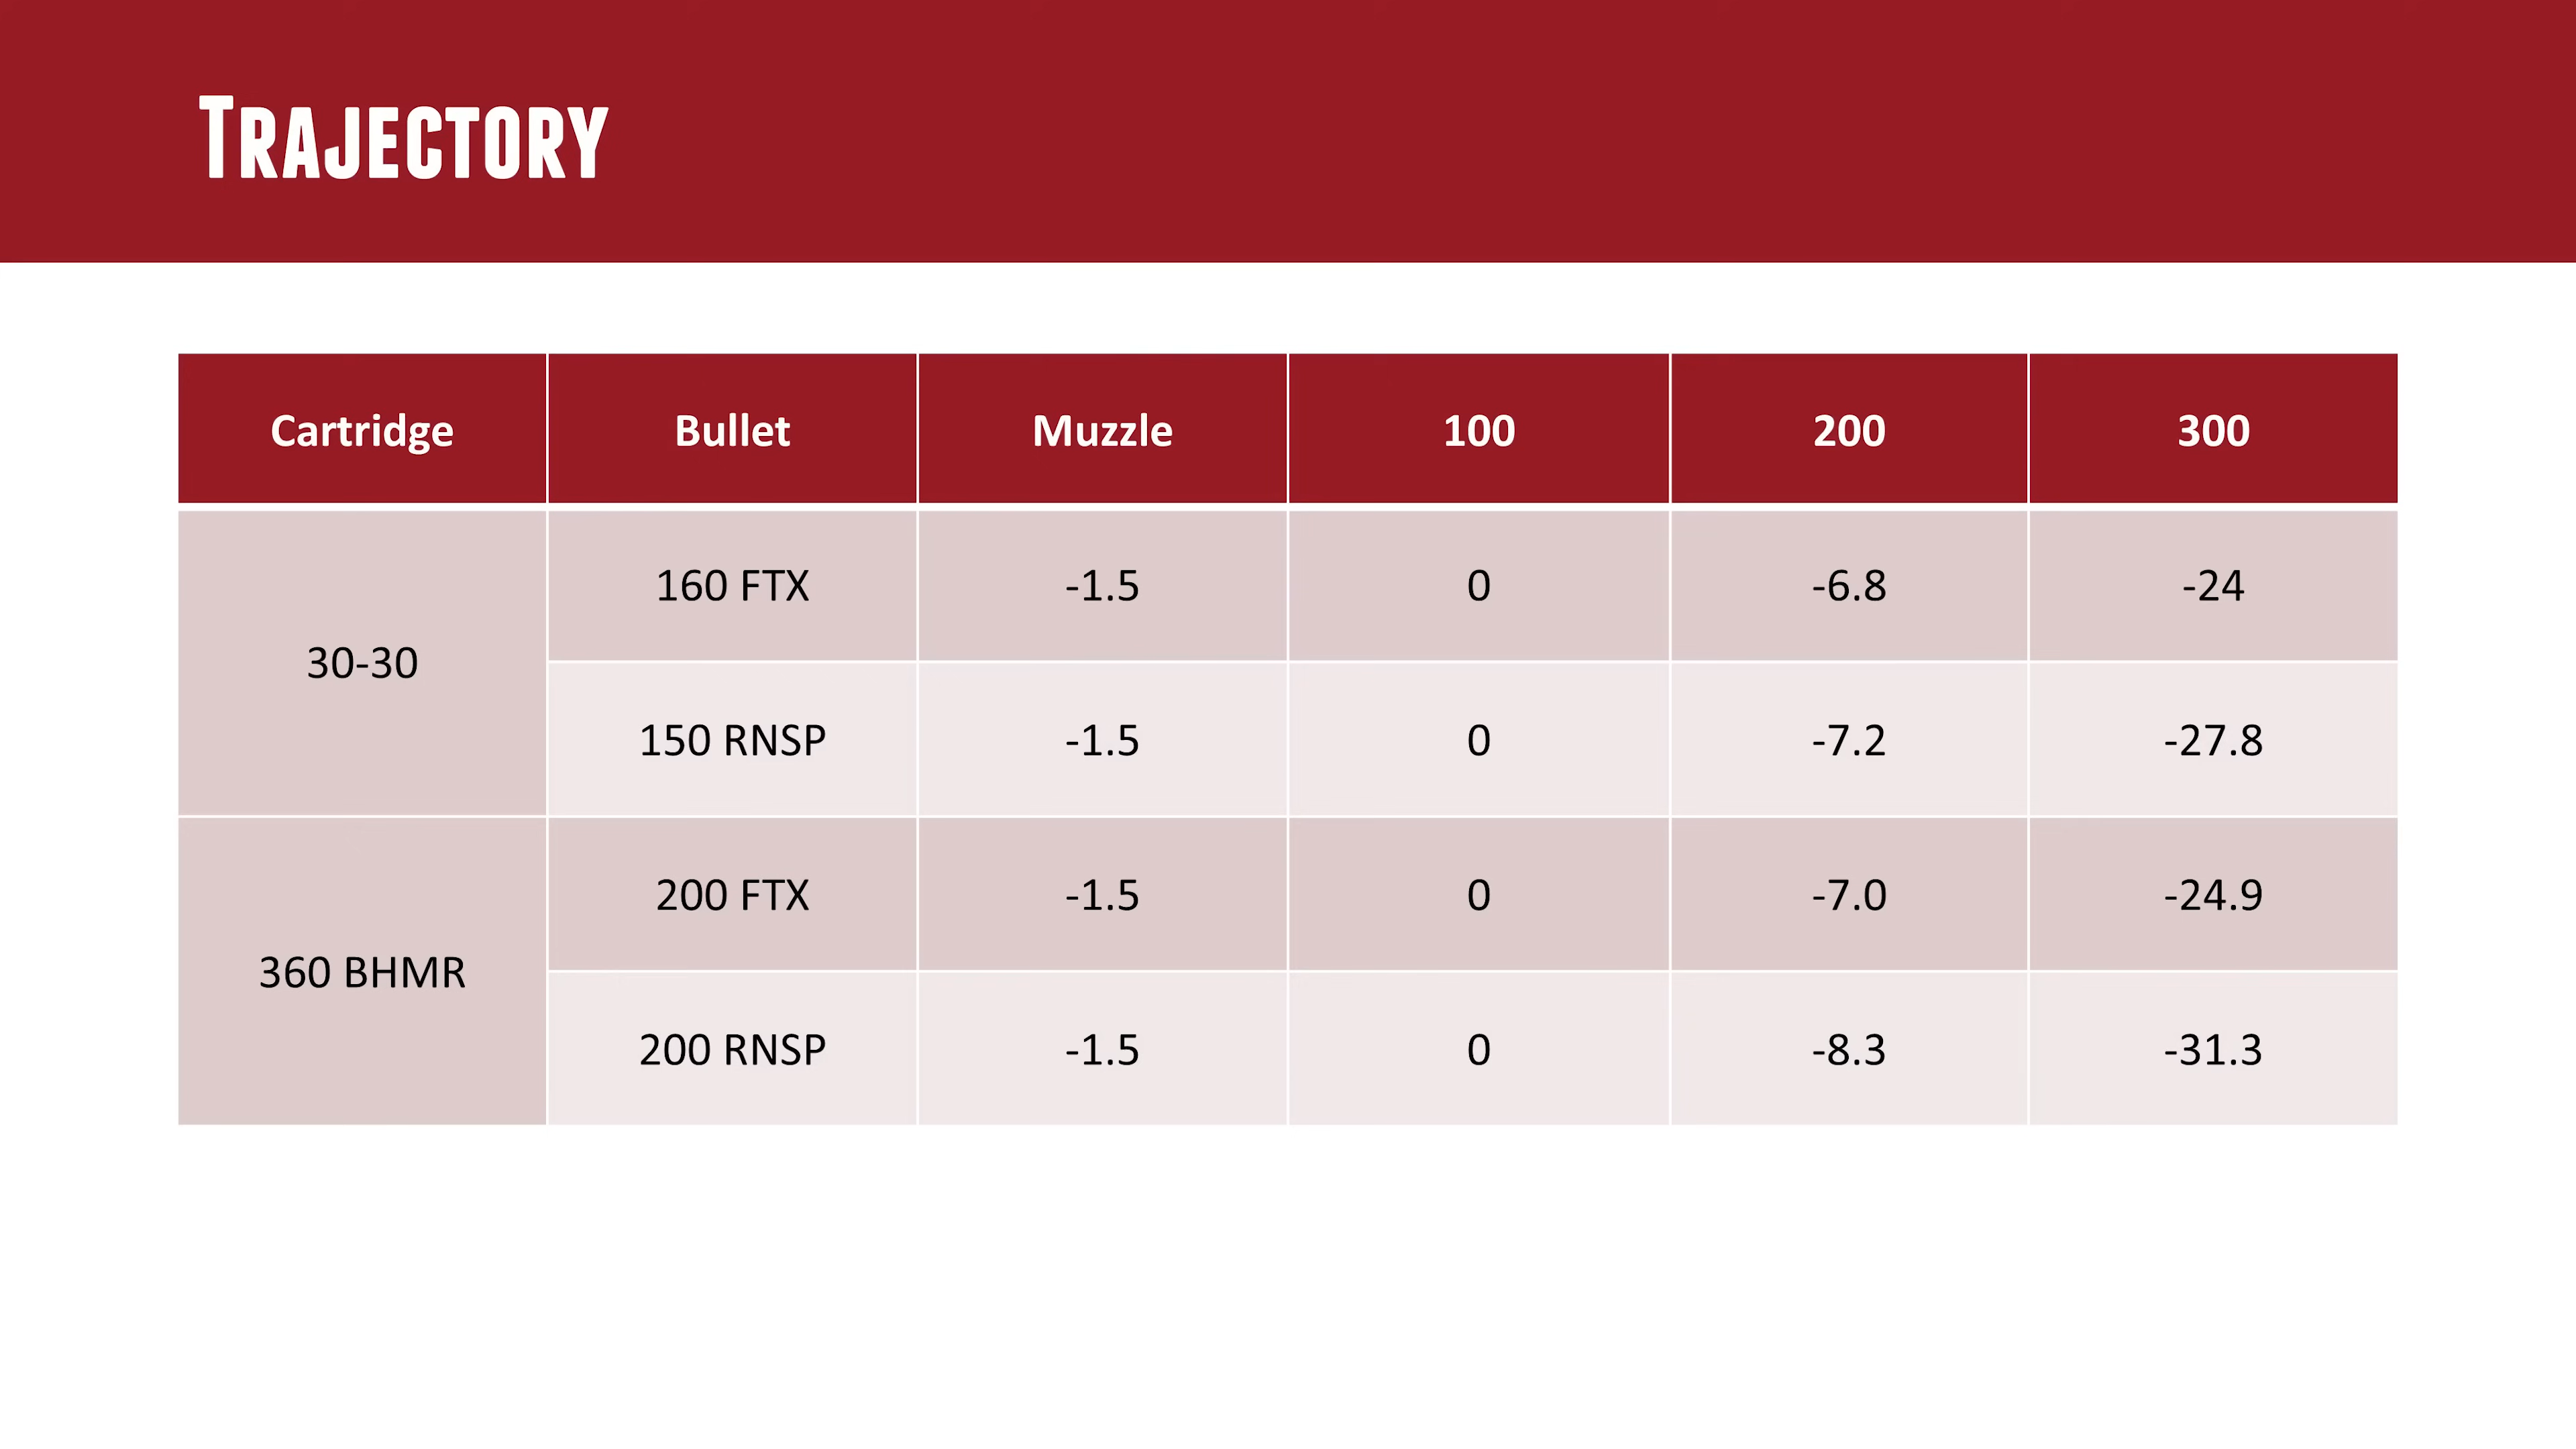 Trajectory
Cartridge Bullet Muzzle 100 200 300
30-30
160 FTX -1.5 0 -6.8 -24
150 RNSP -1.5 0 -7.2 -27.8
360 BHMR
200 FTX -1.5 0 -7.0 -24.9
200 RNSP -1.5 0 -8.3 -31.3